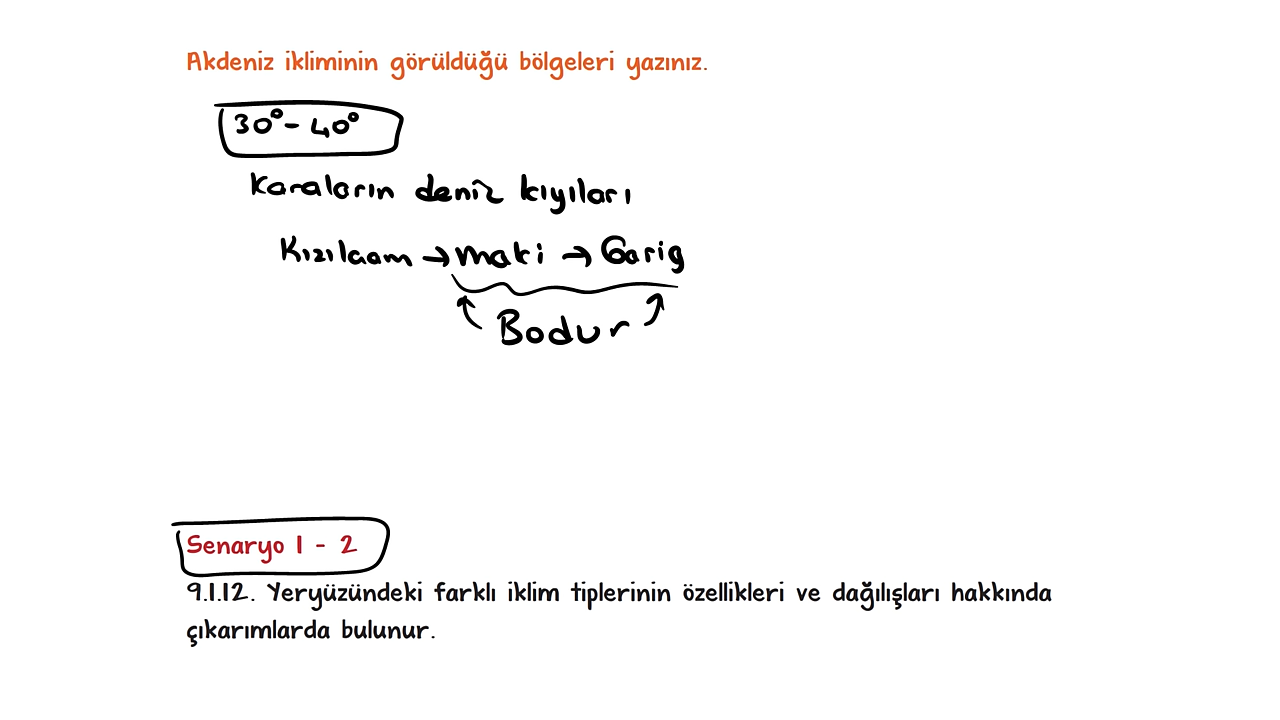 Akdeniz ikliminin görüldüğü bölgeleri yazınız.
30° - 40°
Karaların deniz kıyıları
Kızılçam → maki → Garig
Bodur
Senaryo 1 - 2
9.1.12. Yeryüzündeki farklı iklim tiplerinin özellikleri ve dağılışları hakkında
çıkarımlarda bulunur.